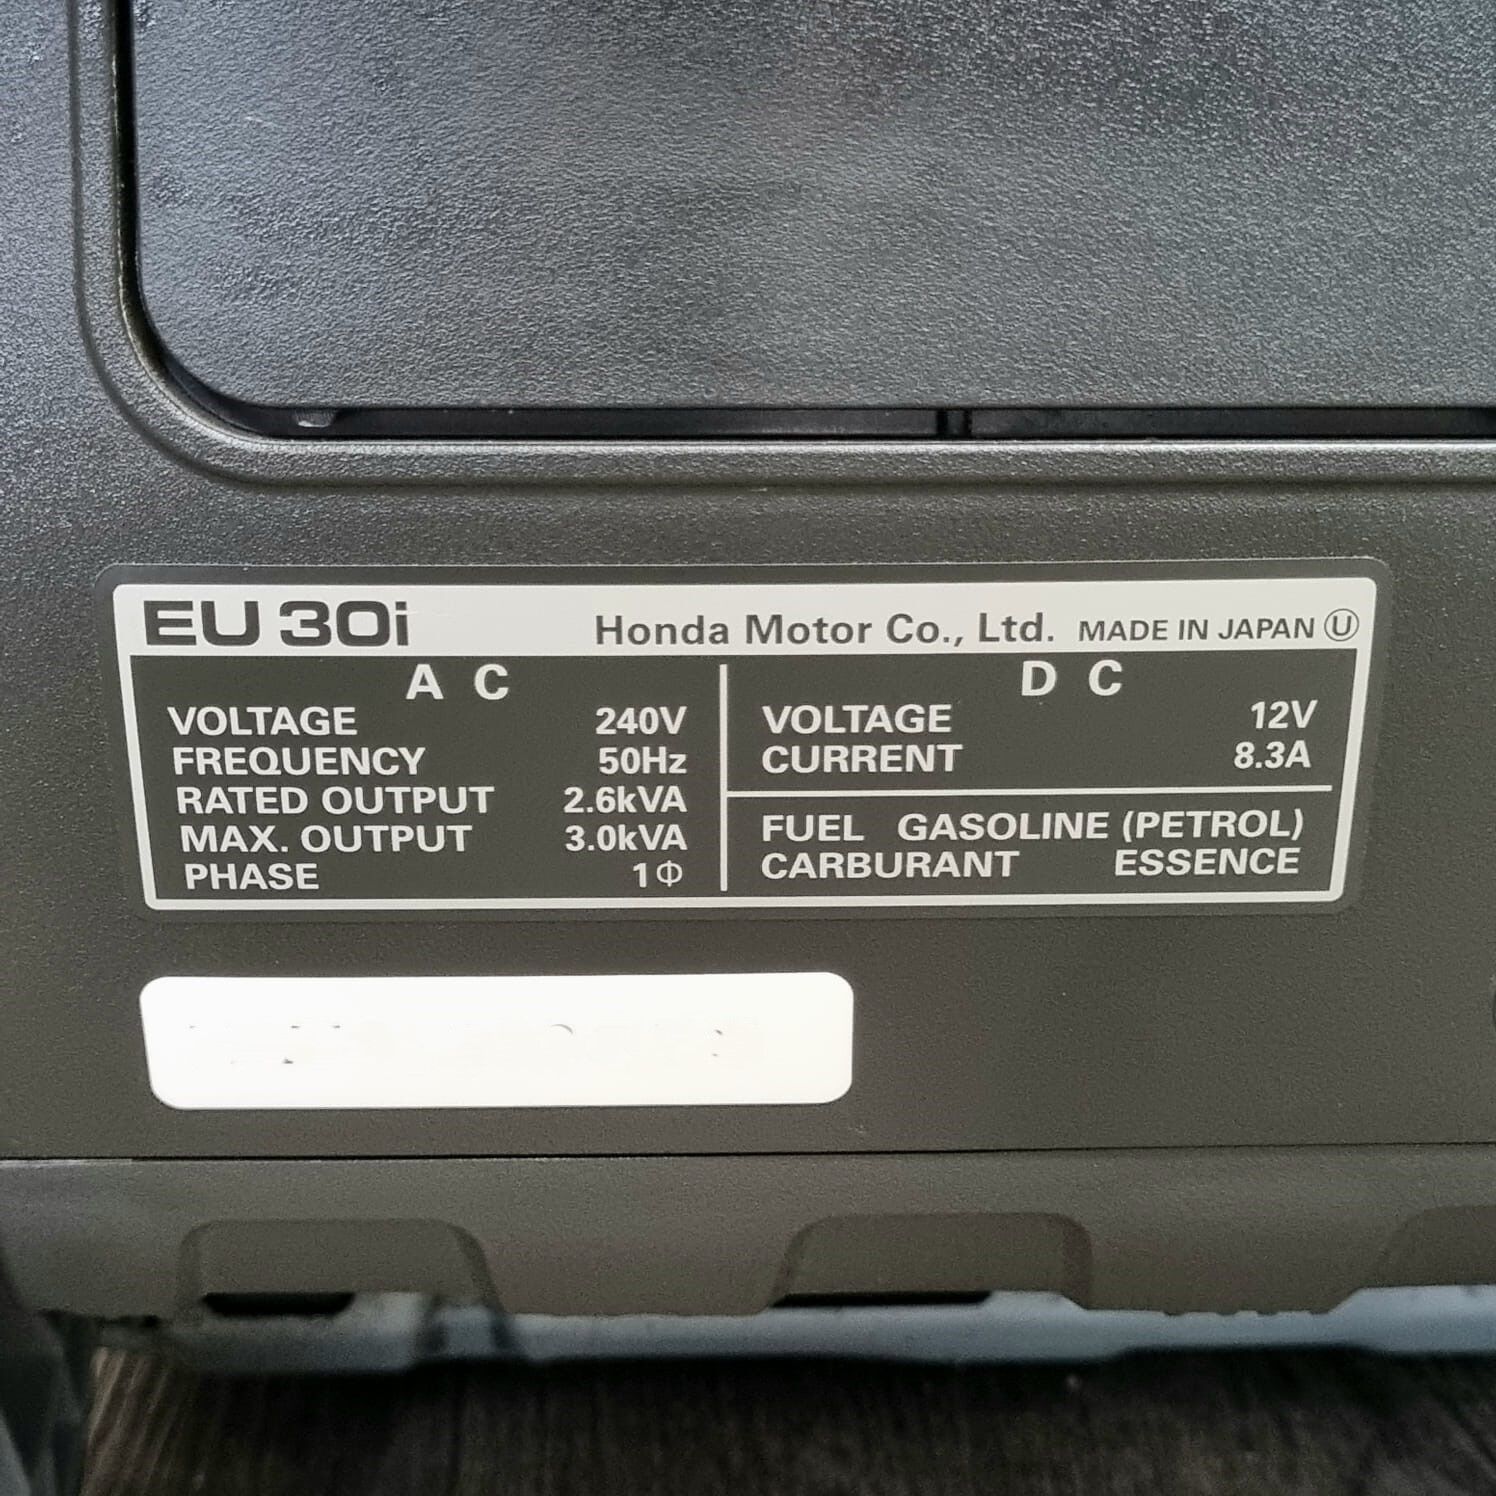 EU 30i Honda Motor Co., Ltd. MADE IN JAPAN Ⓤ
A C
VOLTAGE 240V
FREQUENCY 50Hz
RATED OUTPUT 2.6kVA
MAX. OUTPUT 3.0kVA
PHASE 1Φ
D C
VOLTAGE 12V
CURRENT 8.3A
FUEL GASOLINE (PETROL)
CARBURANT ESSENCE